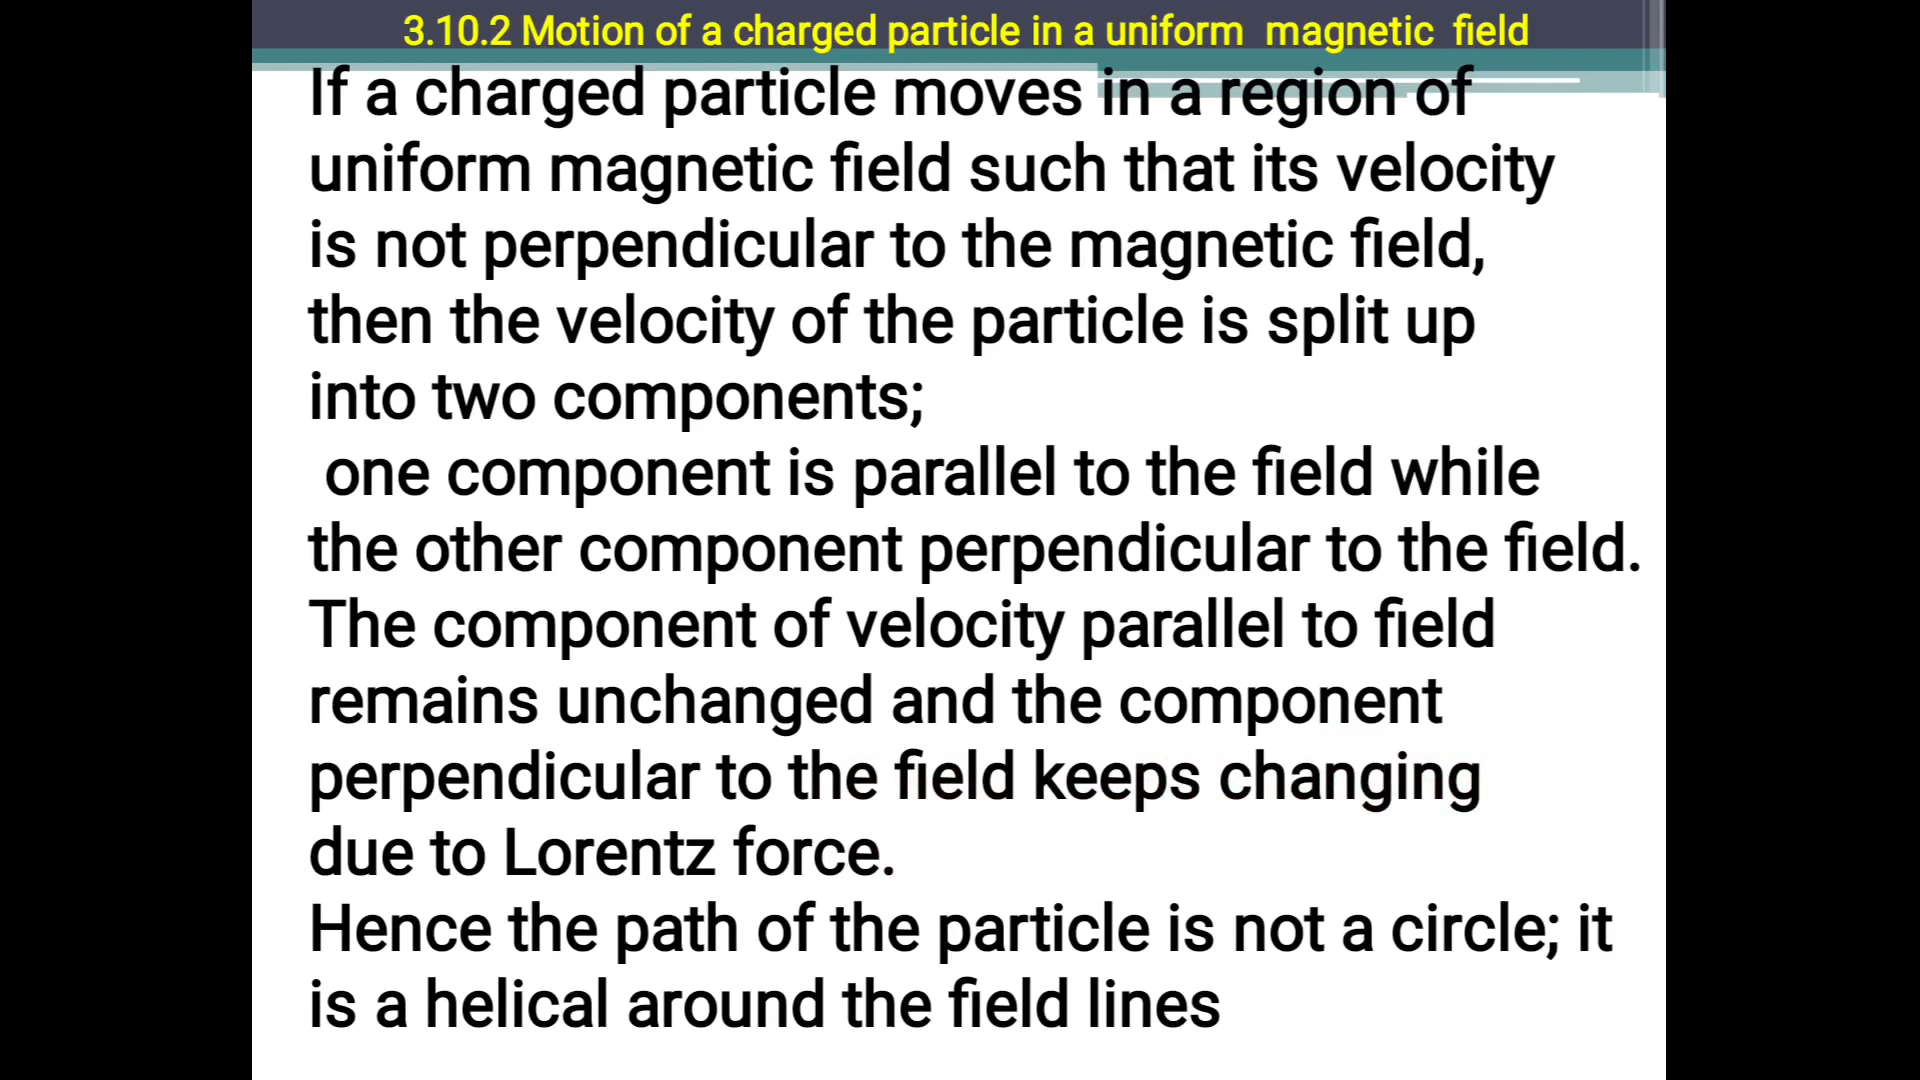 3.10.2 Motion of a charged particle in a uniform magnetic field
If a charged particle moves in a region of
uniform magnetic field such that its velocity
is not perpendicular to the magnetic field,
then the velocity of the particle is split up
into two components;
one component is parallel to the field while
the other component perpendicular to the field.
The component of velocity parallel to field
remains unchanged and the component
perpendicular to the field keeps changing
due to Lorentz force.
Hence the path of the particle is not a circle; it
is a helical around the field lines